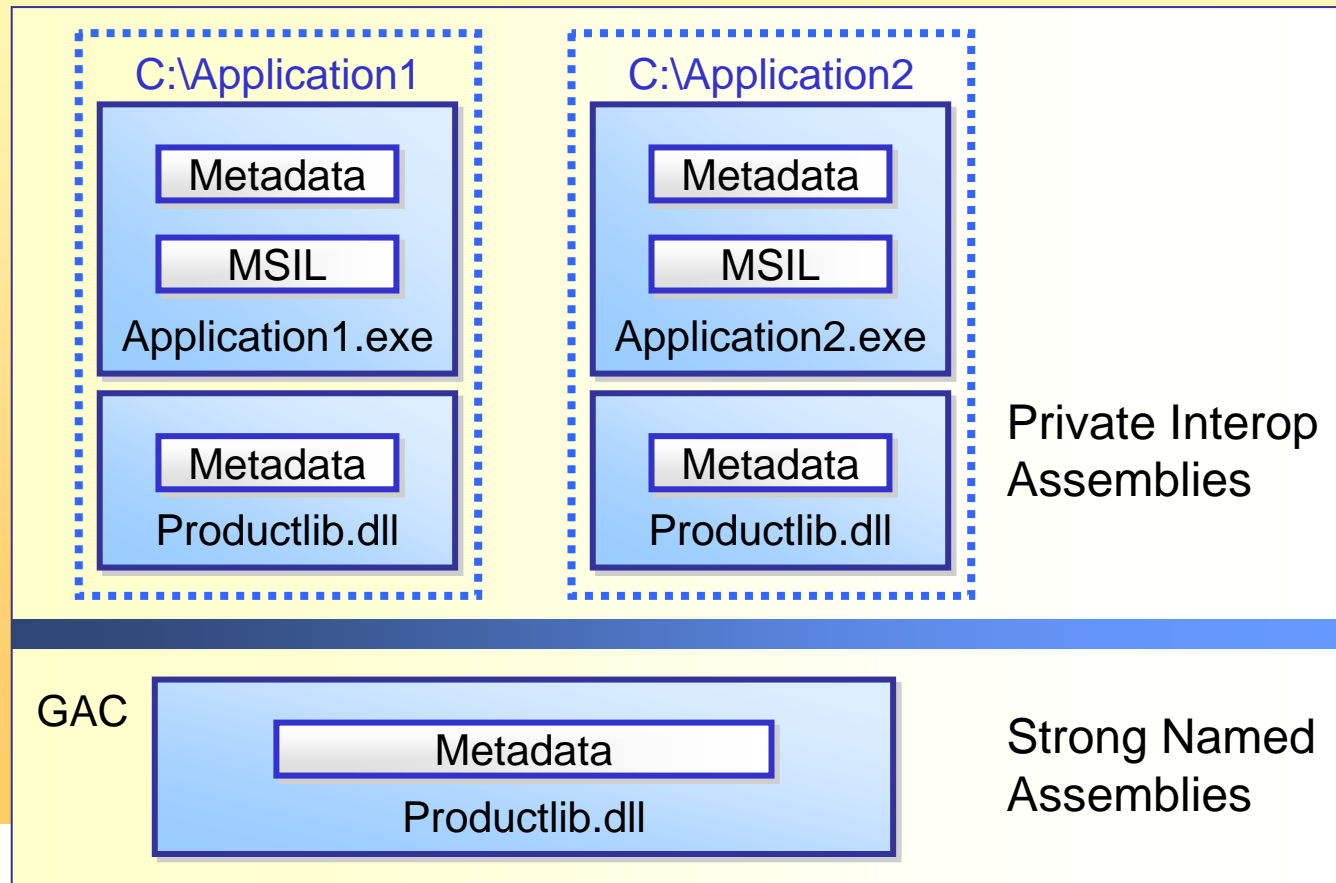 C:\Application1
Metadata
MSIL
Application1.exe
Metadata
Productlib.dll
C:\Application2
Metadata
MSIL
Application2.exe
Metadata
Productlib.dll
Private Interop
Assemblies
GAC
Metadata
Productlib.dll
Strong Named
Assemblies